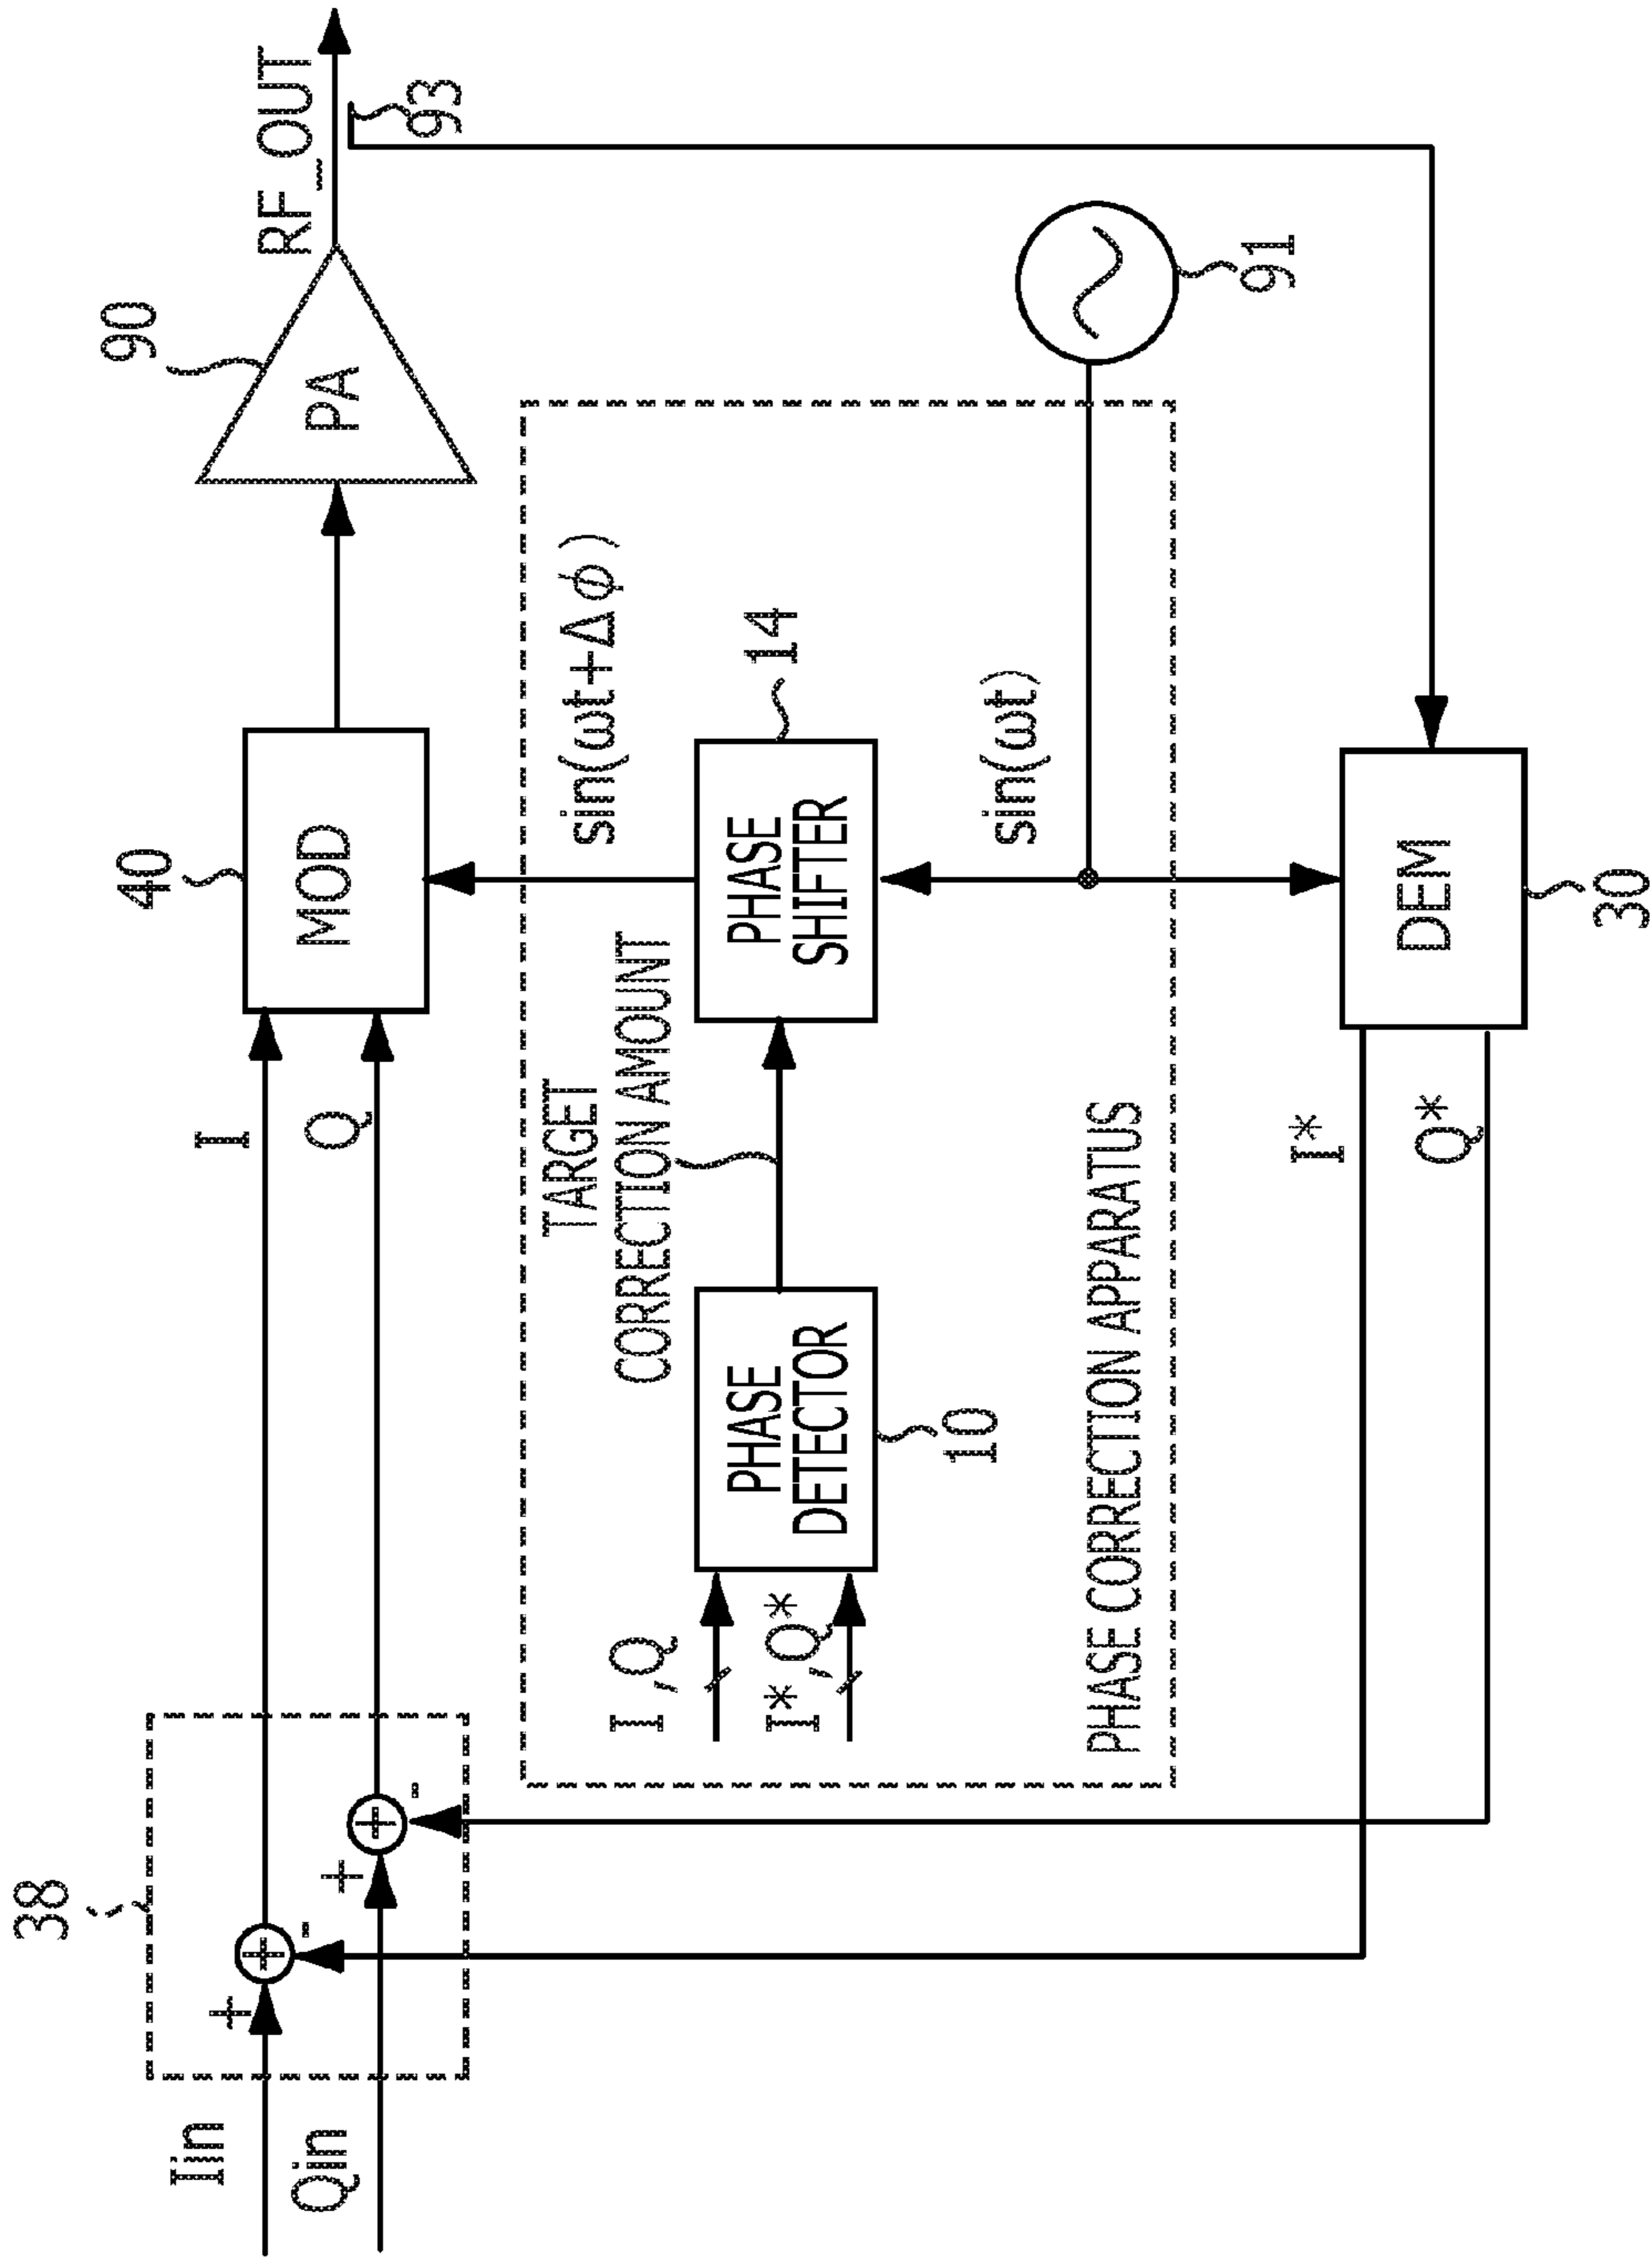 38
Iin
Qin
+
-
+
-
I
Q
40
MOD
90
PA
RF_OUT
93
TARGET
CORRECTION AMOUNT
sin(ωt+Δφ)
I,Q
I*,Q*
PHASE
DETECTOR
10
PHASE
SHIFTER
14
sin(ωt)
91
PHASE CORRECTION APPARATUS
I*
Q*
DEM
30